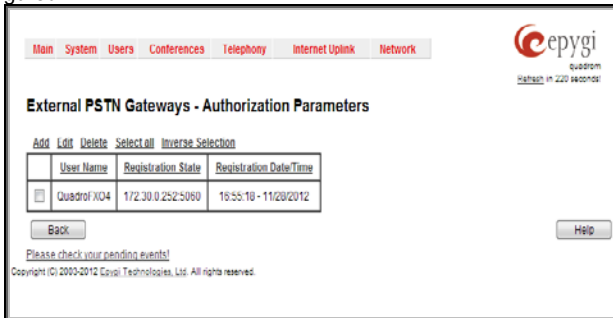 Main System Users Conferences Telephony Internet Uplink Network
epygi
quadrom
Refresh in 220 seconds!
External PSTN Gateways - Authorization Parameters
Add Edit Delete Select all Inverse Selection
User Name Registration State Registration Date/Time
QuadroFXO4 172.30.0.252:5060 16:55:18 - 11/28/2012
Back Help
Please check your pending events!
Copyright (C) 2003-2012 Epygi Technologies, Ltd. All rights reserved.